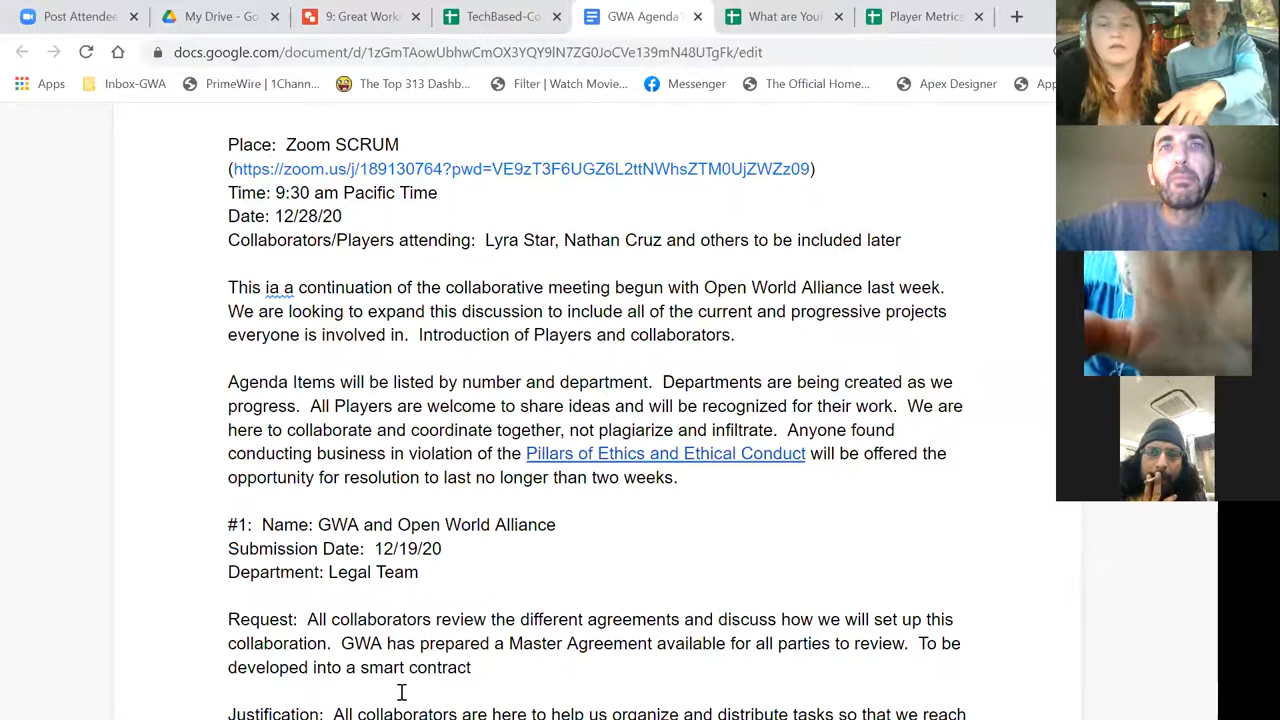 Post Attendee
My Drive - Go
9: Great Work
TechBased-Co
GWA Agenda
What are You
Player Metrics
docs.google.com/document/d/1zGmTAowUbhwCmOX3YQY9lN7ZG0JoCVe139mN48UTgFk/edit
Apps
Inbox-GWA
PrimeWire | 1Chann...
The Top 313 Dashb...
Filter | Watch Movie...
Messenger
The Official Home...
Apex Designer
Place: Zoom SCRUM
(https://zoom.us/j/189130764?pwd=VE9zT3F6UGZ6L2ttNWhsZTM0UjZWZz09)
Time: 9:30 am Pacific Time
Date: 12/28/20
Collaborators/Players attending: Lyra Star, Nathan Cruz and others to be included later
This ia a continuation of the collaborative meeting begun with Open World Alliance last week.
We are looking to expand this discussion to include all of the current and progressive projects
everyone is involved in. Introduction of Players and collaborators.
Agenda Items will be listed by number and department. Departments are being created as we
progress. All Players are welcome to share ideas and will be recognized for their work. We are
here to collaborate and coordinate together, not plagiarize and infiltrate. Anyone found
conducting business in violation of the Pillars of Ethics and Ethical Conduct will be offered the
opportunity for resolution to last no longer than two weeks.
#1: Name: GWA and Open World Alliance
Submission Date: 12/19/20
Department: Legal Team
Request: All collaborators review the different agreements and discuss how we will set up this
collaboration. GWA has prepared a Master Agreement available for all parties to review. To be
developed into a smart contract
Justification: All collaborators are here to help us organize and distribute tasks so that we reach